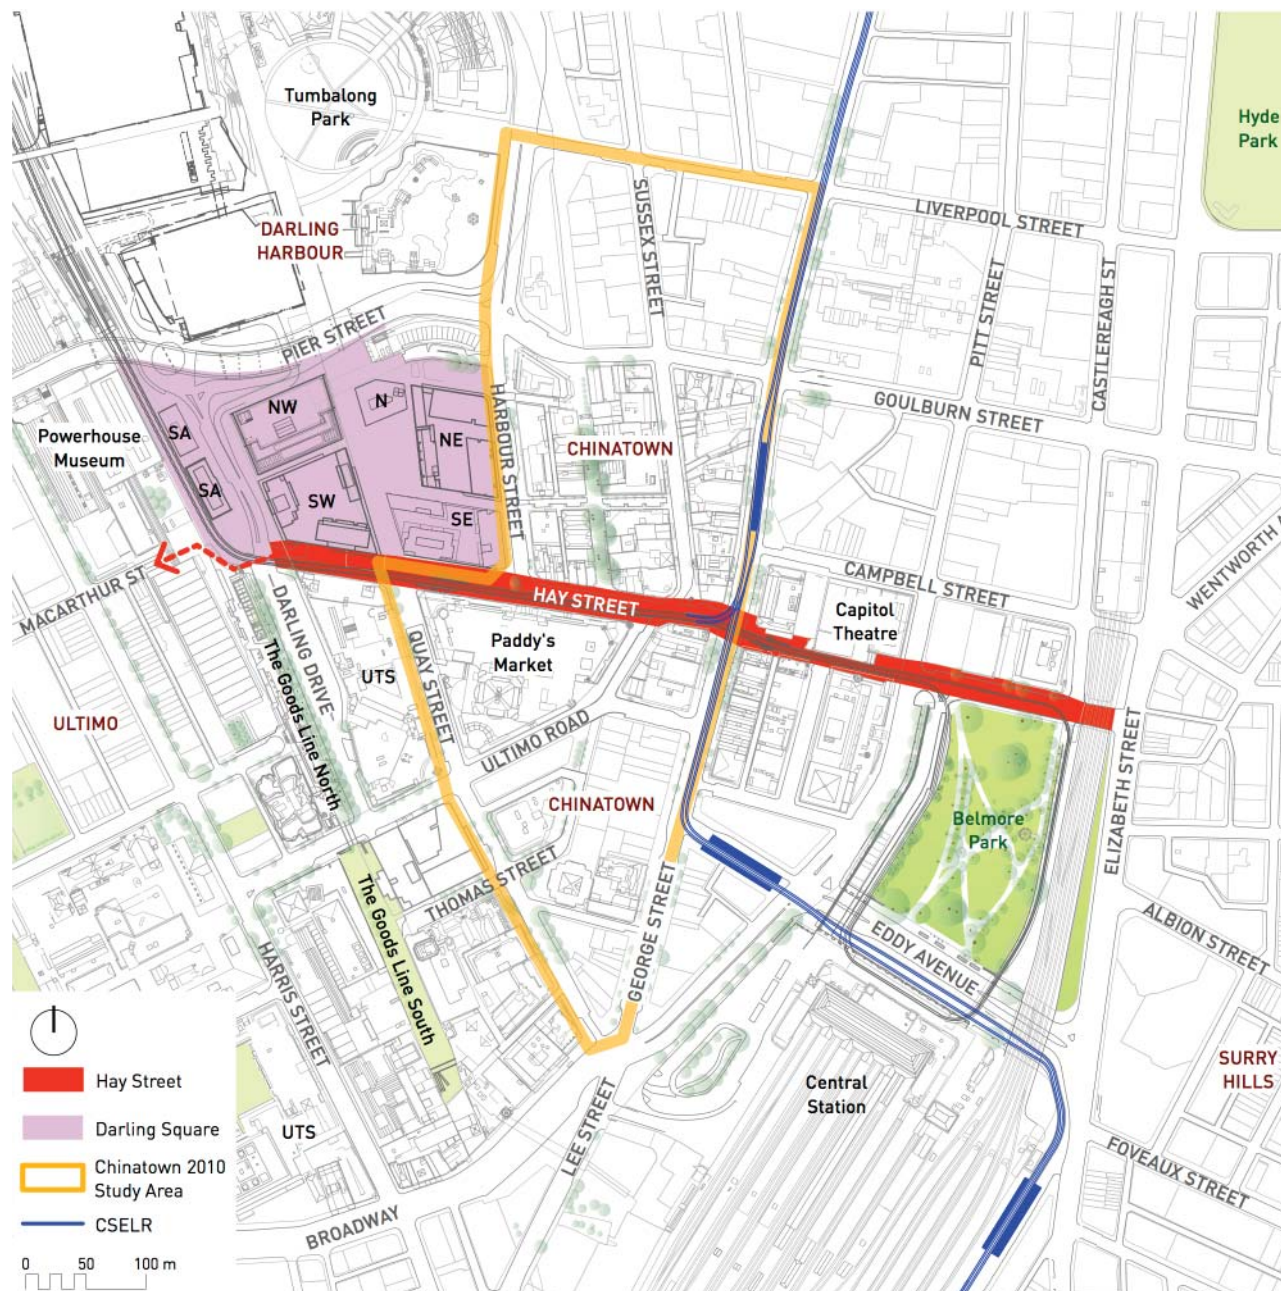 Tumbalong
Park
Hyde
Park
DARLING
HARBOUR
SUSSEX STREET
LIVERPOOL STREET
PITT STREET
CASTLEREAGH ST
PIER STREET
HARBOUR STREET
GOULBURN STREET
NW
N
NE
SA
SA
SW
SE
Powerhouse
Museum
CHINATOWN
WENTWORTH
MACARTHUR ST
HAY STREET
CAMPBELL STREET
Capitol
Theatre
DARLING DRIVE
The Goods Line North
UTS
QUAY STREET
Paddy's
Market
ULTIMO
ULTIMO ROAD
ELIZABETH STREET
CHINATOWN
Belmore
Park
THOMAS STREET
The Goods Line South
GEORGE STREET
EDDY AVENUE
ALBION STREET
HARRIS STREET
Central
Station
SURRY
HILLS
LEE STREET
UTS
FOVEAUX STREET
BROADWAY
Hay Street
Darling Square
Chinatown 2010
Study Area
CSELR
0 50 100 m